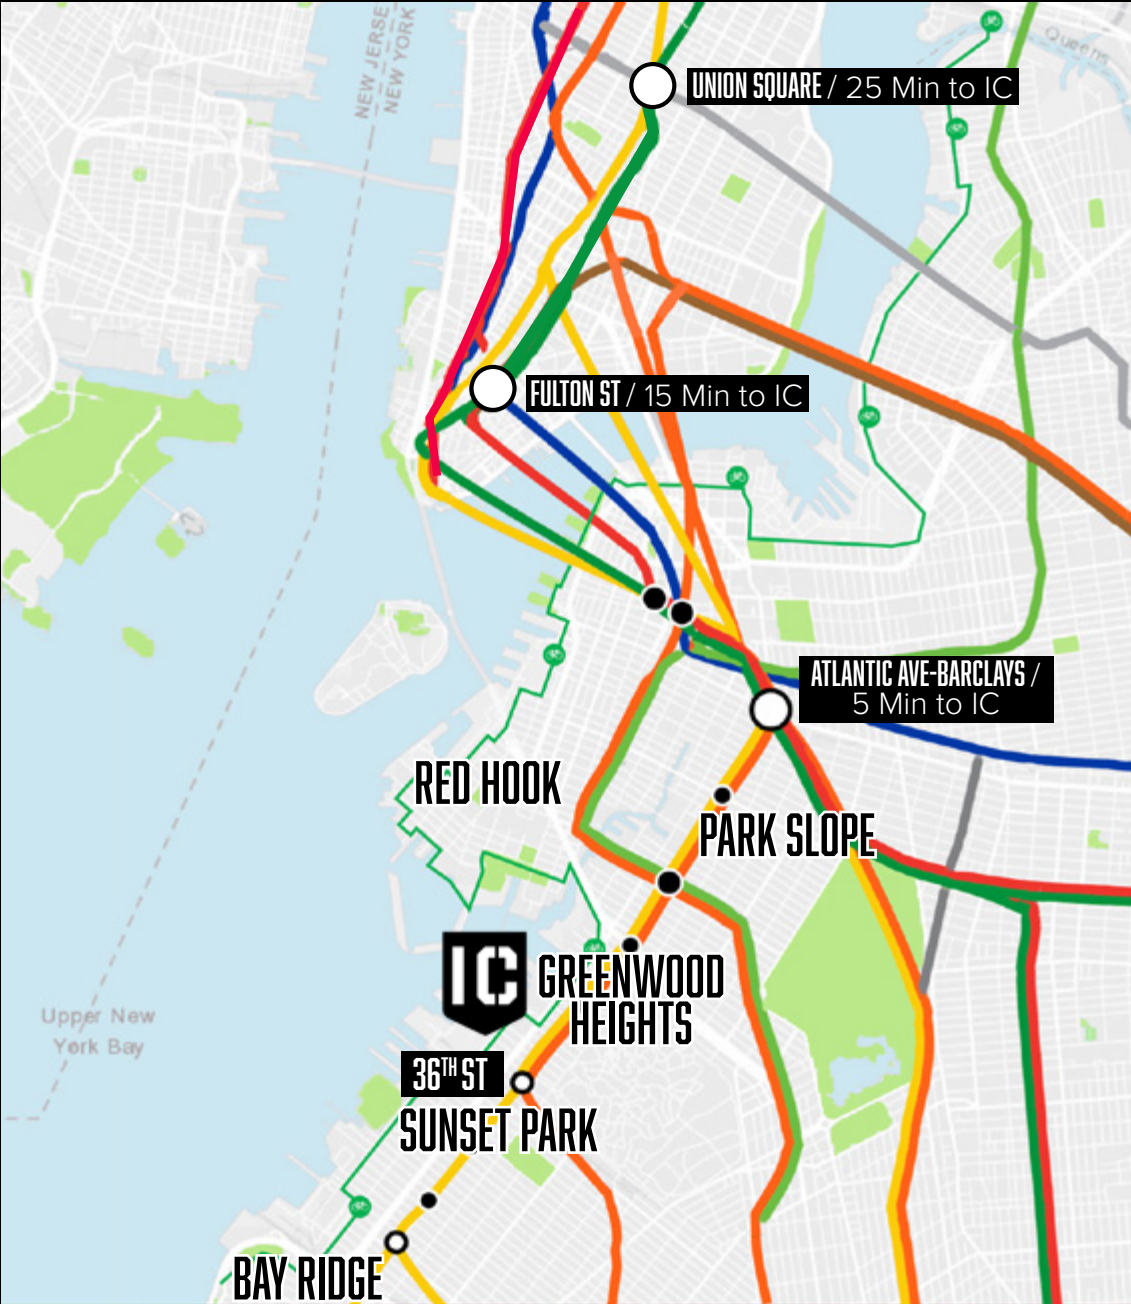 NEW JERSE
NEW YORK
Queens
UNION SQUARE / 25 Min to IC
FULTON ST / 15 Min to IC
ATLANTIC AVE-BARCLAYS /
5 Min to IC
RED HOOK
PARK SLOPE
IC
GREENWOOD
HEIGHTS
Upper New
York Bay
36TH ST
SUNSET PARK
BAY RIDGE